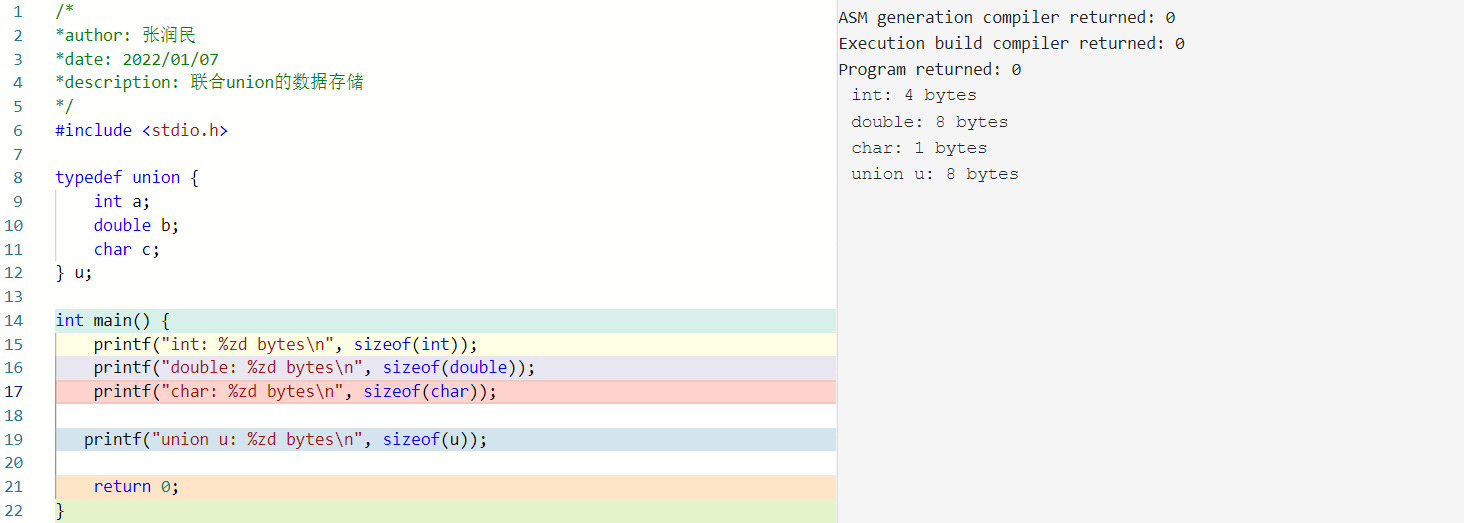 1 /*
2 *author: 张润民
3 *date: 2022/01/07
4 *description: 联合union的数据存储
5 */
6 #include <stdio.h>
7
8 typedef union {
9     int a;
10     double b;
11     char c;
12 } u;
13
14 int main() {
15     printf("int: %zd bytes\n", sizeof(int));
16     printf("double: %zd bytes\n", sizeof(double));
17     printf("char: %zd bytes\n", sizeof(char));
18
19    printf("union u: %zd bytes\n", sizeof(u));
20
21     return 0;
22 }
ASM generation compiler returned: 0
Execution build compiler returned: 0
Program returned: 0
int: 4 bytes
double: 8 bytes
char: 1 bytes
union u: 8 bytes